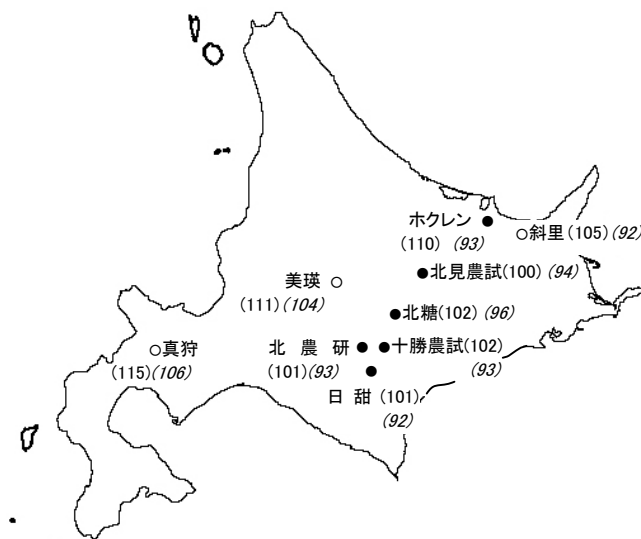 ホクレン
(110) (93)
○斜里(105)(92)
●北見農試(100) (94)
美瑛○
(111)(104)
●北糖(102) (96)
○真狩
(115)(106)
北農研●
(101)(93)
●十勝農試(102)
(93)
日甜(101)
(92)